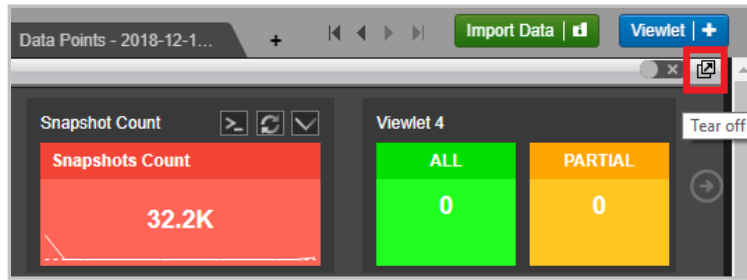 Data Points - 2018-12-1...
+
Import Data
Viewlet | +
Tear off
Snapshot Count
Viewlet 4
Snapshots Count
32.2K
ALL
0
PARTIAL
0